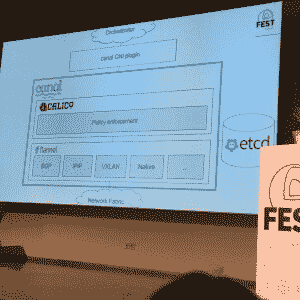 Orchestrator
FEST
canal CNI plugin
canal
CALICO
Policy enforcement
etcd
flannel
BGP
IPIP
VXLAN
Native
Network Fabric
FEST